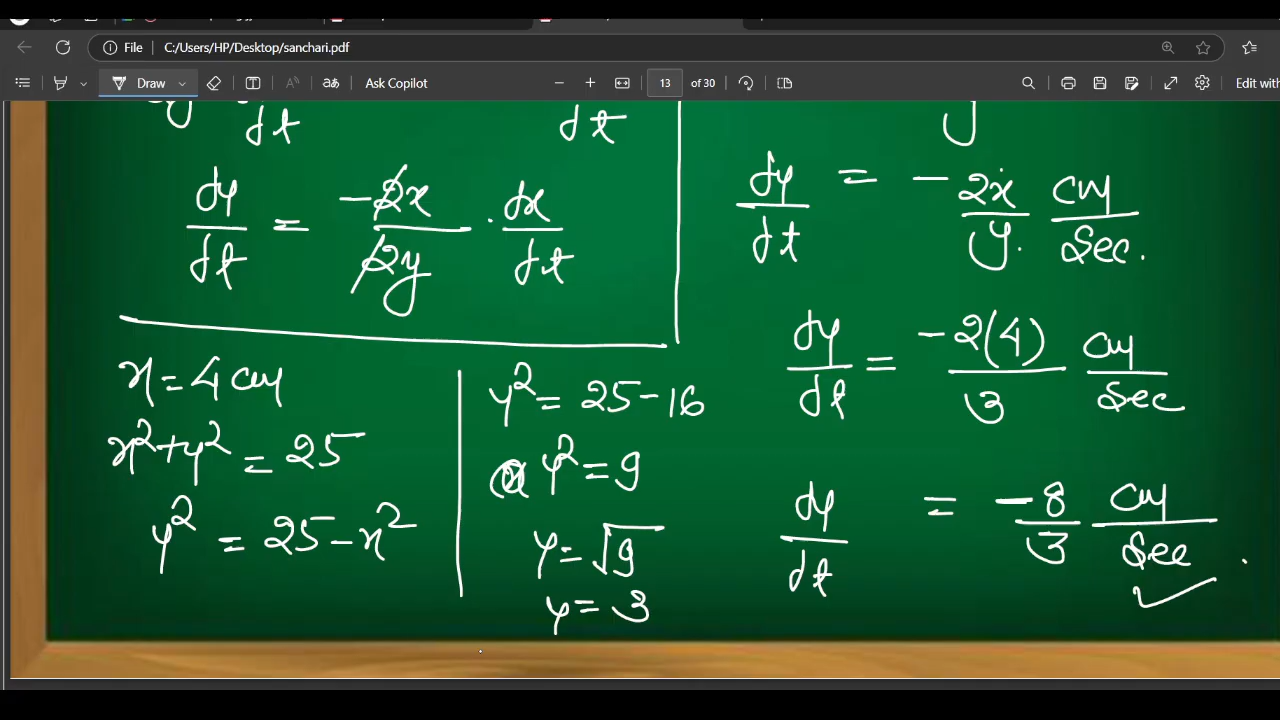 File | C:/Users/HP/Desktop/sanchari.pdf
Draw | Ask Copilot 13 of 30 Edit with
y dt dt
dy/dt = -2x/2y · dx/dt
x = 4 cm
x² + y² = 25
y² = 25 - x²
y² = 25 - 16
y² = 9
y = √9
y = 3
y
dy/dt = - 2x/y cm/Sec.
dy/dt = -2(4)/3 cm/Sec
dy/dt = -8/3 cm/Sec.